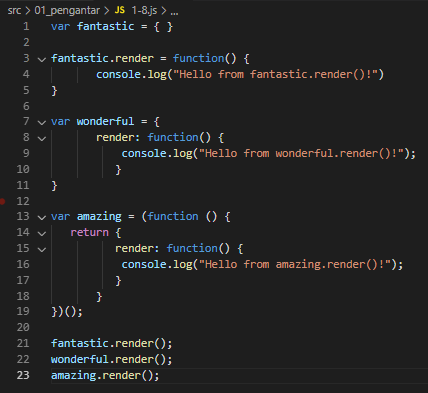 src > 01_pengantar > JS 1-8.js > ...
1 var fantastic = { }
2
3 fantastic.render = function() {
4 console.log("Hello from fantastic.render()!")
5 }
6
7 var wonderful = {
8 render: function() {
9 console.log("Hello from wonderful.render()!");
10 }
11 }
12
13 var amazing = (function () {
14 return {
15 render: function() {
16 console.log("Hello from amazing.render()!");
17 }
18 }
19 })();
20
21 fantastic.render();
22 wonderful.render();
23 amazing.render();